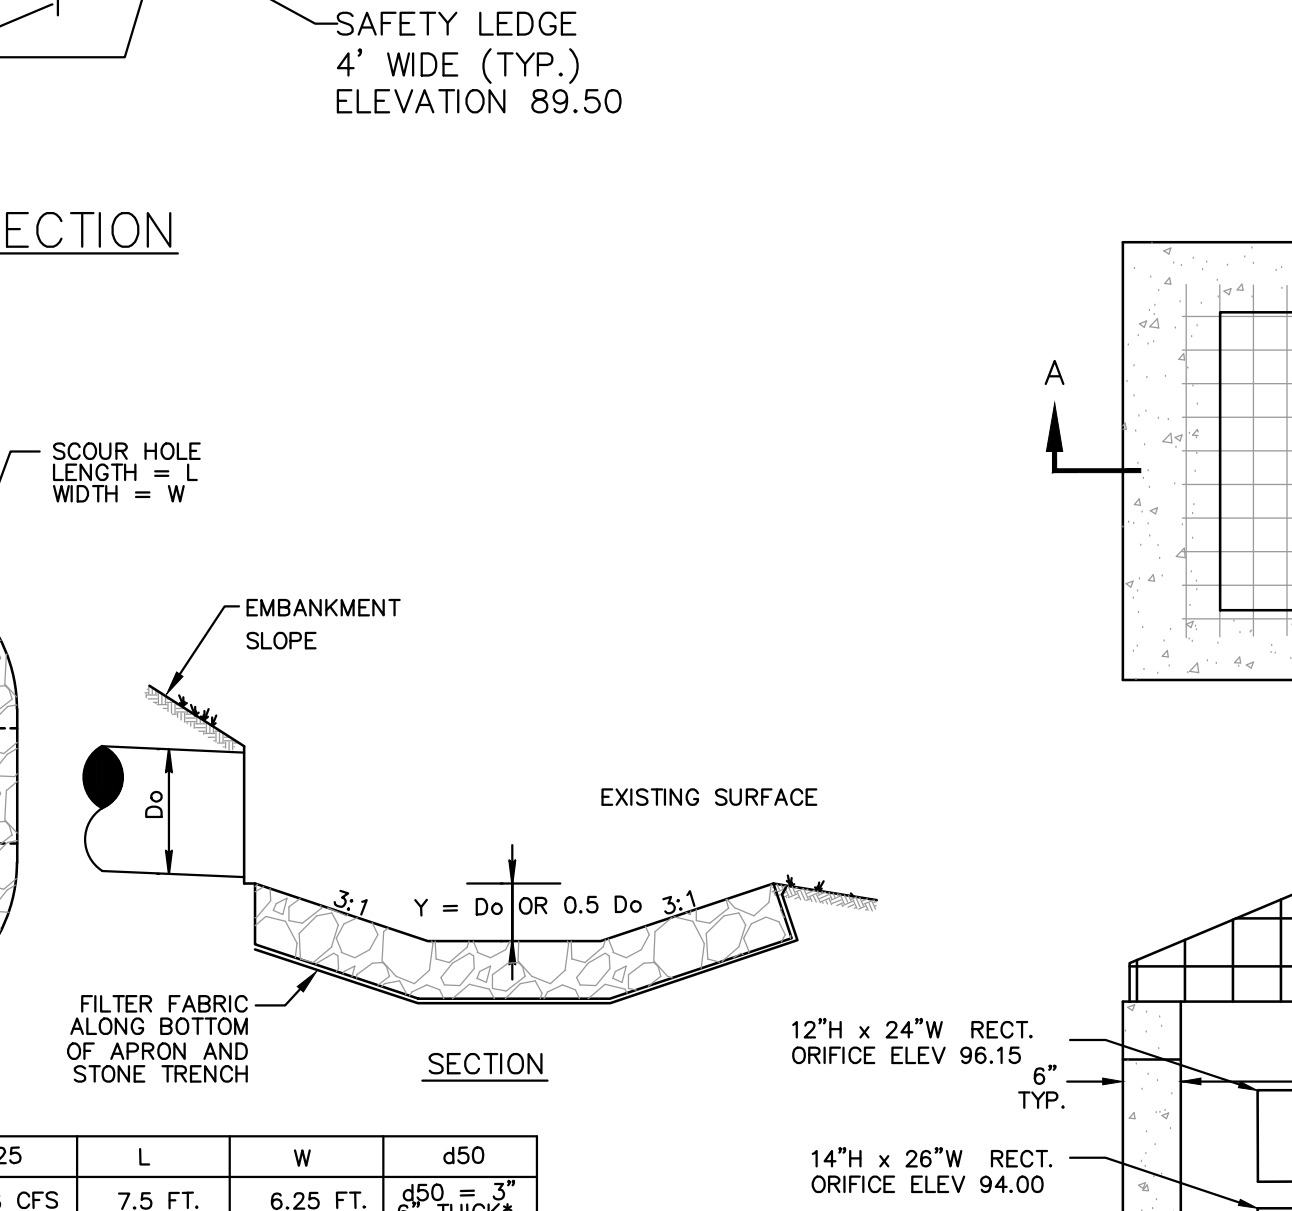 SAFETY LEDGE
4' WIDE (TYP.)
ELEVATION 89.50
ECTION
A
SCOUR HOLE
LENGTH = L
WIDTH = W
EMBANKMENT
SLOPE
Do
EXISTING SURFACE
3:1
Y = Do OR 0.5 Do
3:1
FILTER FABRIC
ALONG BOTTOM
OF APRON AND
STONE TRENCH
SECTION
12"H x 24"W RECT.
ORIFICE ELEV 96.15
6"
TYP.
14"H x 26"W RECT.
ORIFICE ELEV 94.00
25 L W d50
CFS 7.5 FT. 6.25 FT. d50 = 3"
6" THICK*